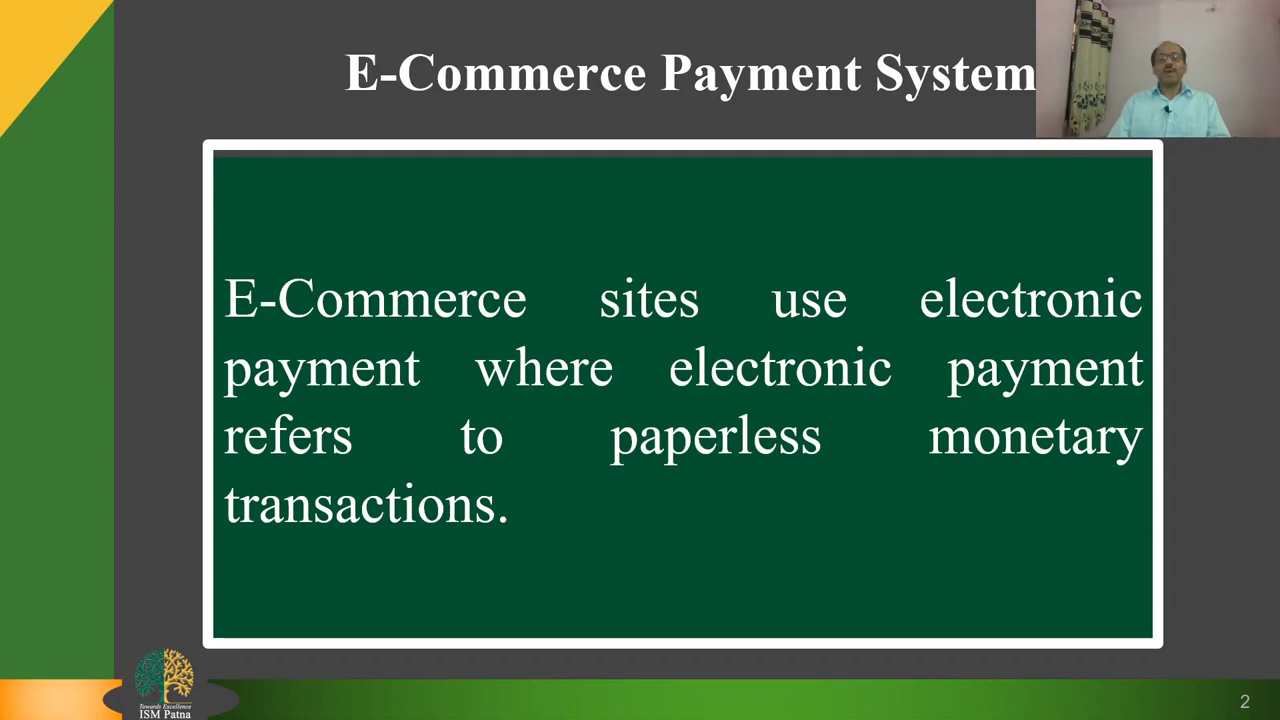 E-Commerce Payment System
E-Commerce sites use electronic
payment where electronic payment
refers to paperless monetary
transactions.
Towards Excellence
ISM Patna
2